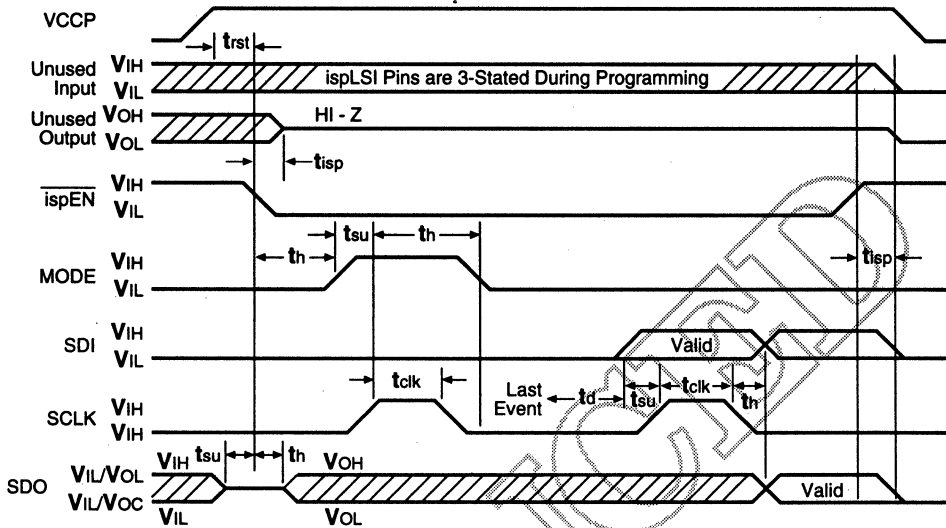 VCCP
trst
Unused Input
VIH
VIL
ispLSI Pins are 3-Stated During Programming
Unused Output
VOH
VOL
HI - Z
tisp
ispEN
VIH
VIL
tsu
th
th
MODE
VIH
VIL
tisp
SDI
VIH
VIL
Valid
tclk
Last Event
td
tsu
tclk
th
SCLK
VIH
VIH
tsu
th
SDO
VIL/VOL
VIH
VOH
VIL/VOC
VIL
VOL
Valid